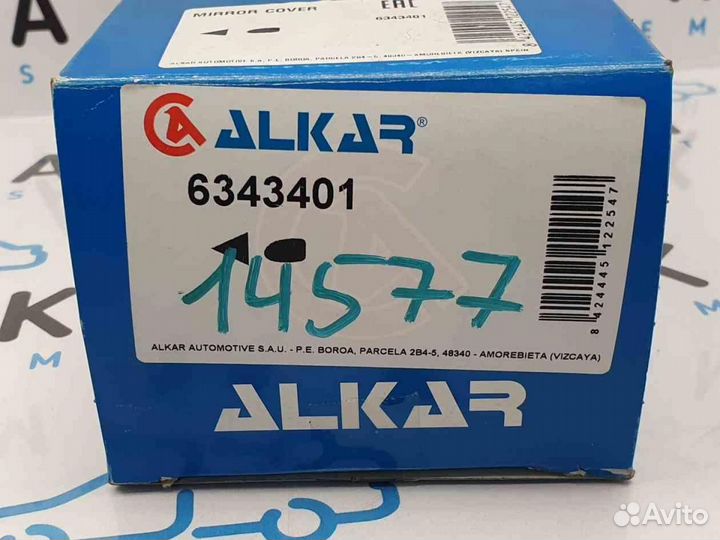 MIRROR COVER
EAC
6343401
ALKAR AUTOMOTIVE S.A. P.E. BOROA, PARCELA 2B4 - 5, 48340 - AMOREBIETA (VIZCAYA) SPAIN
ALKAR®
6343401
14577
8 424445 122547
ALKAR AUTOMOTIVE S.A.U. - P.E. BOROA, PARCELA 2B4-5, 48340 - AMOREBIETA (VIZCAYA)
ALKAR
Avito